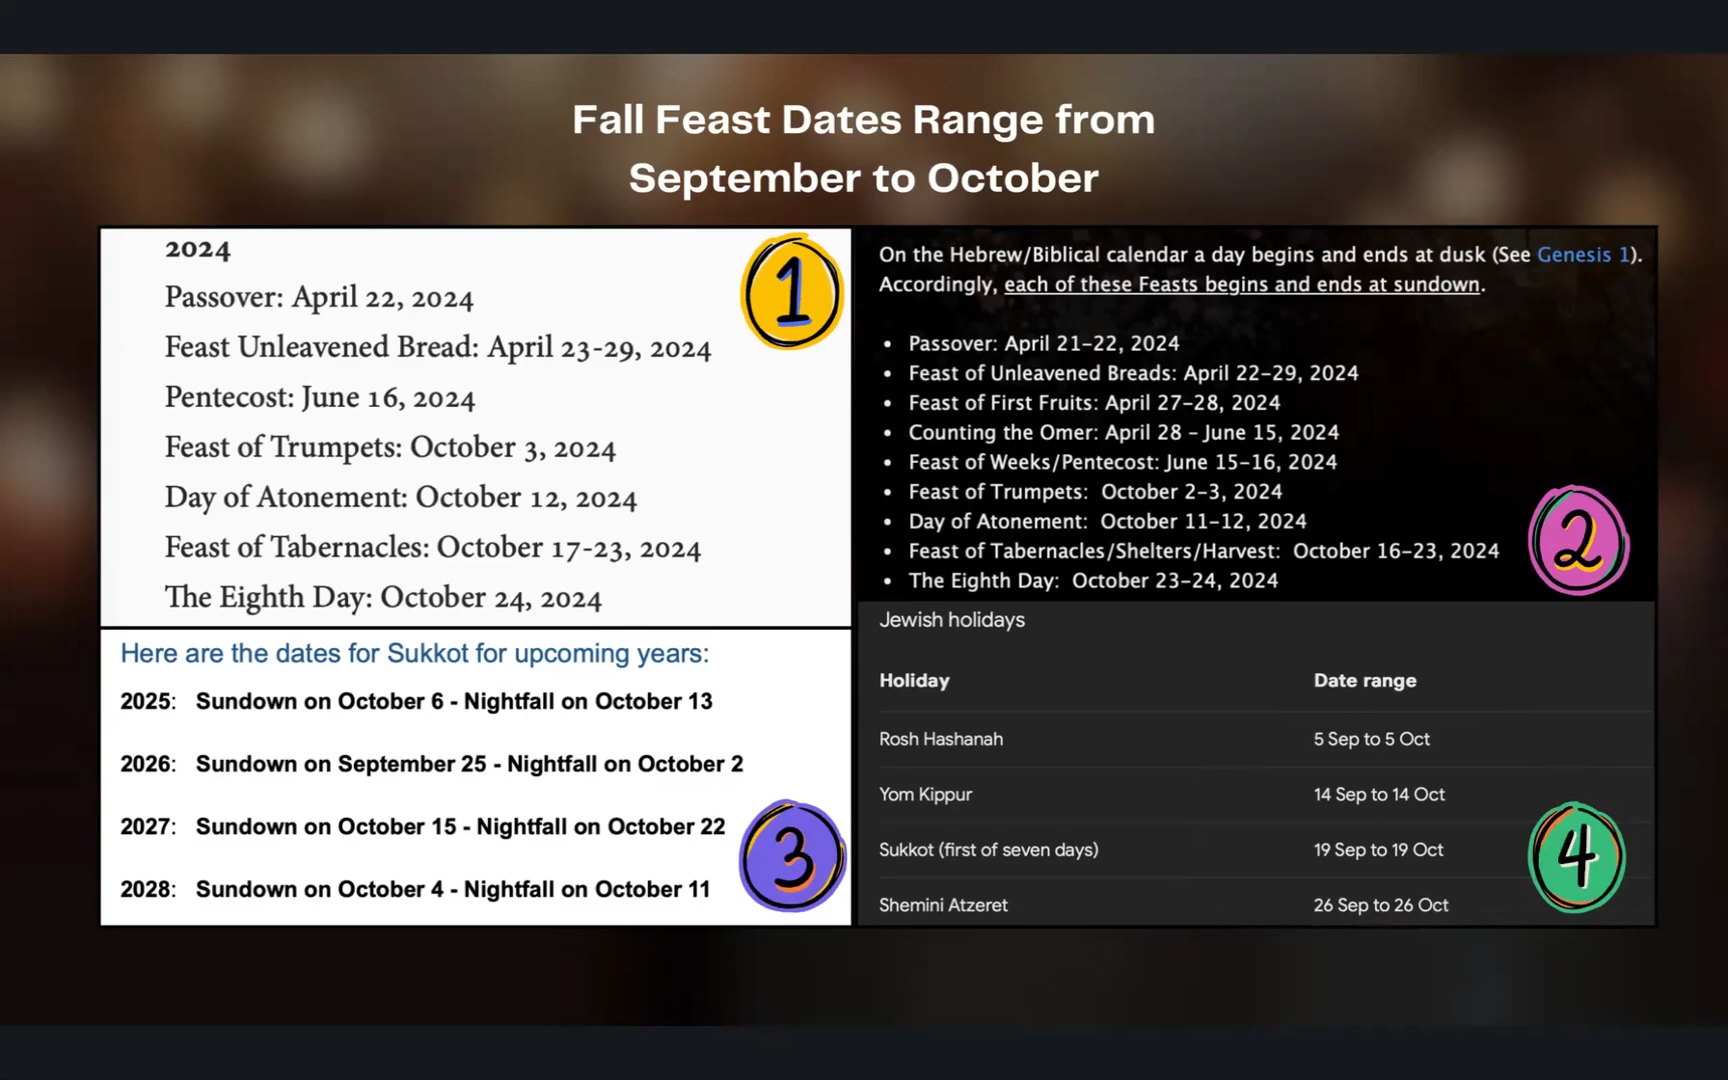 Fall Feast Dates Range from
September to October
2024
Passover: April 22, 2024
Feast Unleavened Bread: April 23-29, 2024
Pentecost: June 16, 2024
Feast of Trumpets: October 3, 2024
Day of Atonement: October 12, 2024
Feast of Tabernacles: October 17-23, 2024
The Eighth Day: October 24, 2024
1
On the Hebrew/Biblical calendar a day begins and ends at dusk (See Genesis 1).
Accordingly, each of these Feasts begins and ends at sundown.
• Passover: April 21–22, 2024
• Feast of Unleavened Breads: April 22–29, 2024
• Feast of First Fruits: April 27–28, 2024
• Counting the Omer: April 28 – June 15, 2024
• Feast of Weeks/Pentecost: June 15–16, 2024
• Feast of Trumpets: October 2–3, 2024
• Day of Atonement: October 11–12, 2024
• Feast of Tabernacles/Shelters/Harvest: October 16–23, 2024
• The Eighth Day: October 23–24, 2024
2
Here are the dates for Sukkot for upcoming years:
2025: Sundown on October 6 - Nightfall on October 13
2026: Sundown on September 25 - Nightfall on October 2
2027: Sundown on October 15 - Nightfall on October 22
2028: Sundown on October 4 - Nightfall on October 11
3
Jewish holidays
Holiday Date range
Rosh Hashanah 5 Sep to 5 Oct
Yom Kippur 14 Sep to 14 Oct
Sukkot (first of seven days) 19 Sep to 19 Oct
Shemini Atzeret 26 Sep to 26 Oct
4